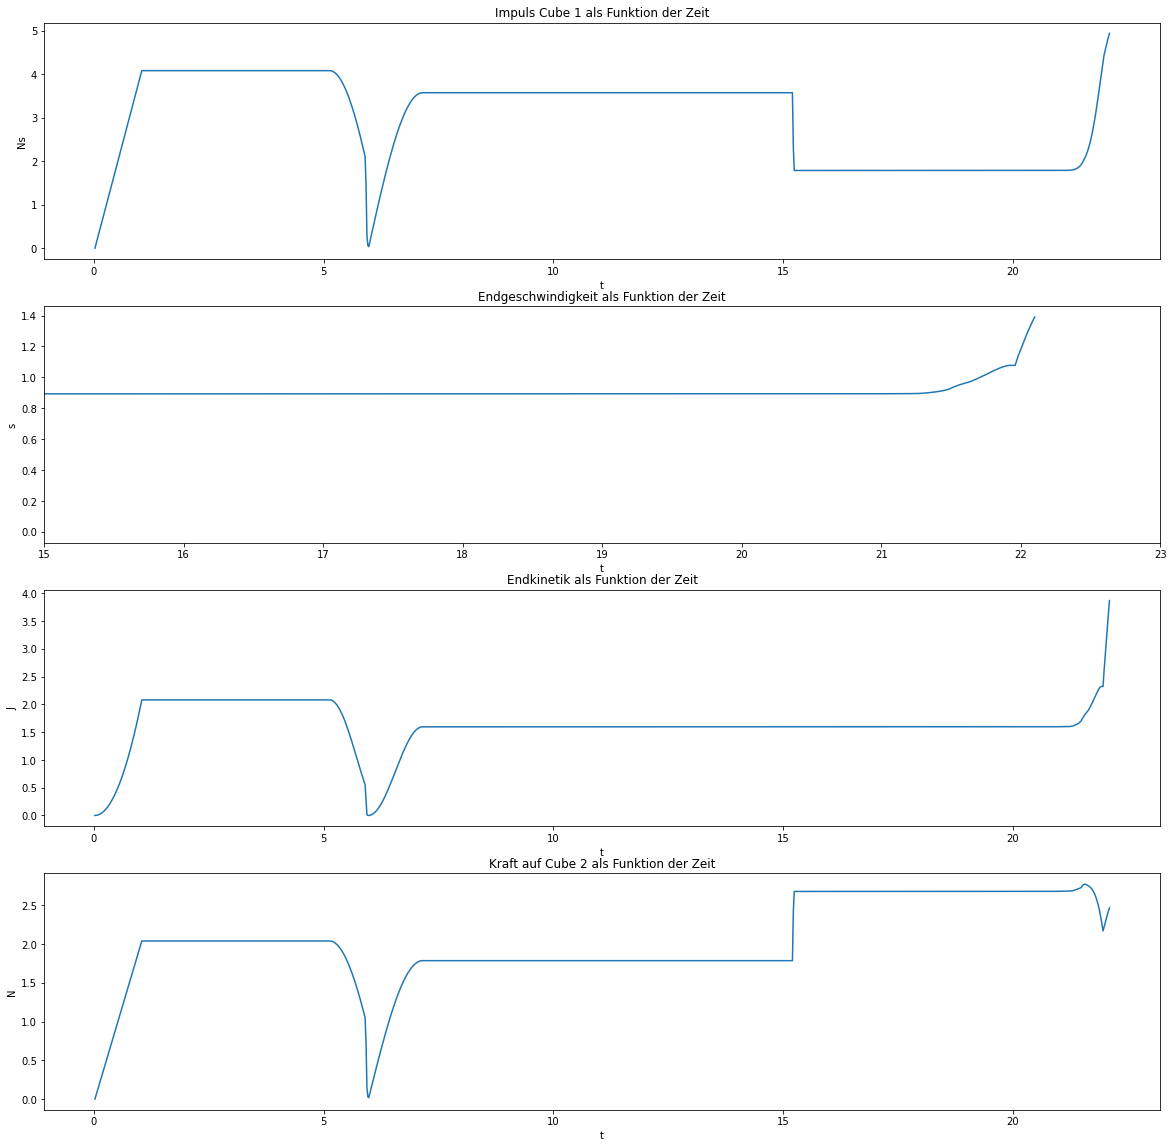 Impuls Cube 1 als Funktion der Zeit
5
4
3
2
1
0
Ns
0 5 10 15 20
t
Endgeschwindigkeit als Funktion der Zeit
1.4
1.2
1.0
0.8
0.6
0.4
0.2
0.0
s
15 16 17 18 19 20 21 22 23
t
Endkinetik als Funktion der Zeit
4.0
3.5
3.0
2.5
2.0
1.5
1.0
0.5
0.0
J
0 5 10 15 20
t
Kraft auf Cube 2 als Funktion der Zeit
2.5
2.0
1.5
1.0
0.5
0.0
N
0 5 10 15 20
t